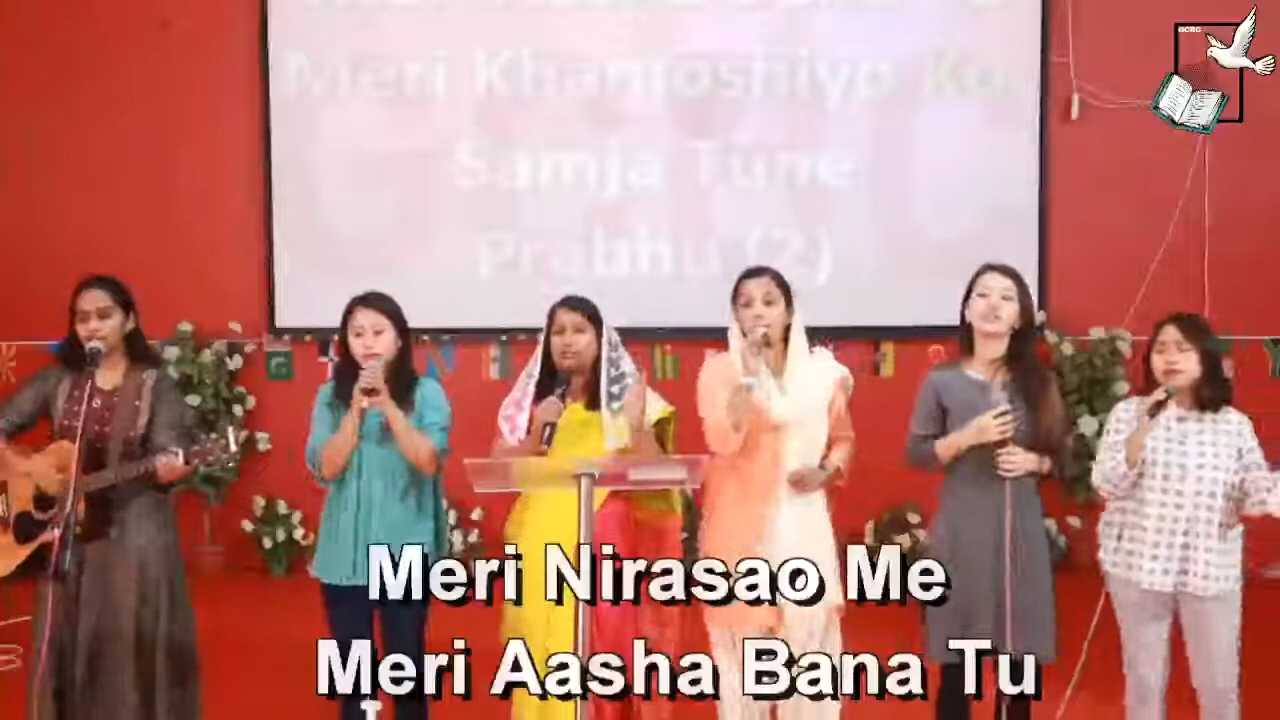 Meri Khamoshiyo Ko
Samja Tune
Prabhu (2)
Meri Nirasao Me
Meri Aasha Bana Tu